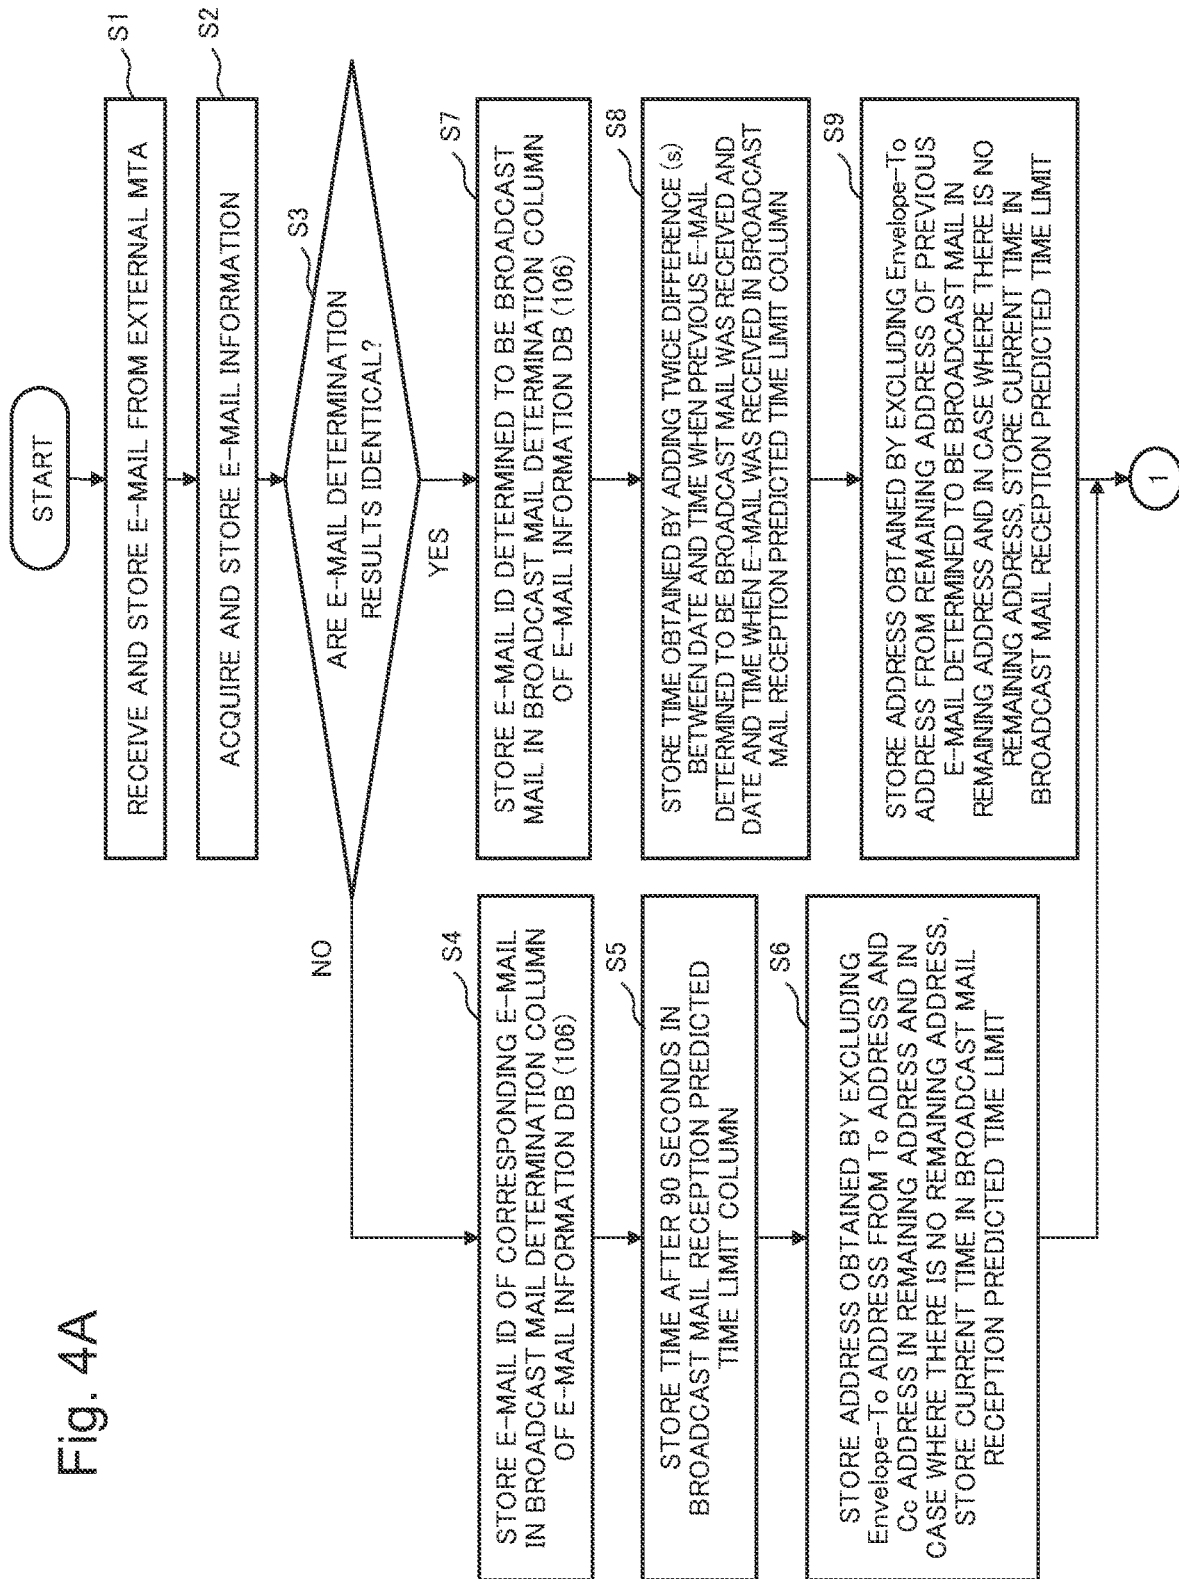 Fig. 4A
START
RECEIVE AND STORE E-MAIL FROM EXTERNAL MTA
S1
ACQUIRE AND STORE E-MAIL INFORMATION
S2
ARE E-MAIL DETERMINATION
RESULTS IDENTICAL?
S3
NO
YES
STORE E-MAIL ID OF CORRESPONDING E-MAIL
IN BROADCAST MAIL DETERMINATION COLUMN
OF E-MAIL INFORMATION DB (106)
S4
STORE TIME AFTER 90 SECONDS IN
BROADCAST MAIL RECEPTION PREDICTED
TIME LIMIT COLUMN
S5
STORE ADDRESS OBTAINED BY EXCLUDING
Envelope-To ADDRESS FROM To ADDRESS AND
Cc ADDRESS IN REMAINING ADDRESS AND IN
CASE WHERE THERE IS NO REMAINING ADDRESS,
STORE CURRENT TIME IN BROADCAST MAIL
RECEPTION PREDICTED TIME LIMIT
S6
STORE E-MAIL ID DETERMINED TO BE BROADCAST
MAIL IN BROADCAST MAIL DETERMINATION COLUMN
OF E-MAIL INFORMATION DB (106)
S7
STORE TIME OBTAINED BY ADDING TWICE DIFFERENCE (s)
BETWEEN DATE AND TIME WHEN PREVIOUS E-MAIL
DETERMINED TO BE BROADCAST MAIL WAS RECEIVED AND
DATE AND TIME WHEN E-MAIL WAS RECEIVED IN BROADCAST
MAIL RECEPTION PREDICTED TIME LIMIT COLUMN
S8
STORE ADDRESS OBTAINED BY EXCLUDING Envelope-To
ADDRESS FROM REMAINING ADDRESS OF PREVIOUS
E-MAIL DETERMINED TO BE BROADCAST MAIL IN
REMAINING ADDRESS AND IN CASE WHERE THERE IS NO
REMAINING ADDRESS, STORE CURRENT TIME IN
BROADCAST MAIL RECEPTION PREDICTED TIME LIMIT
S9
1